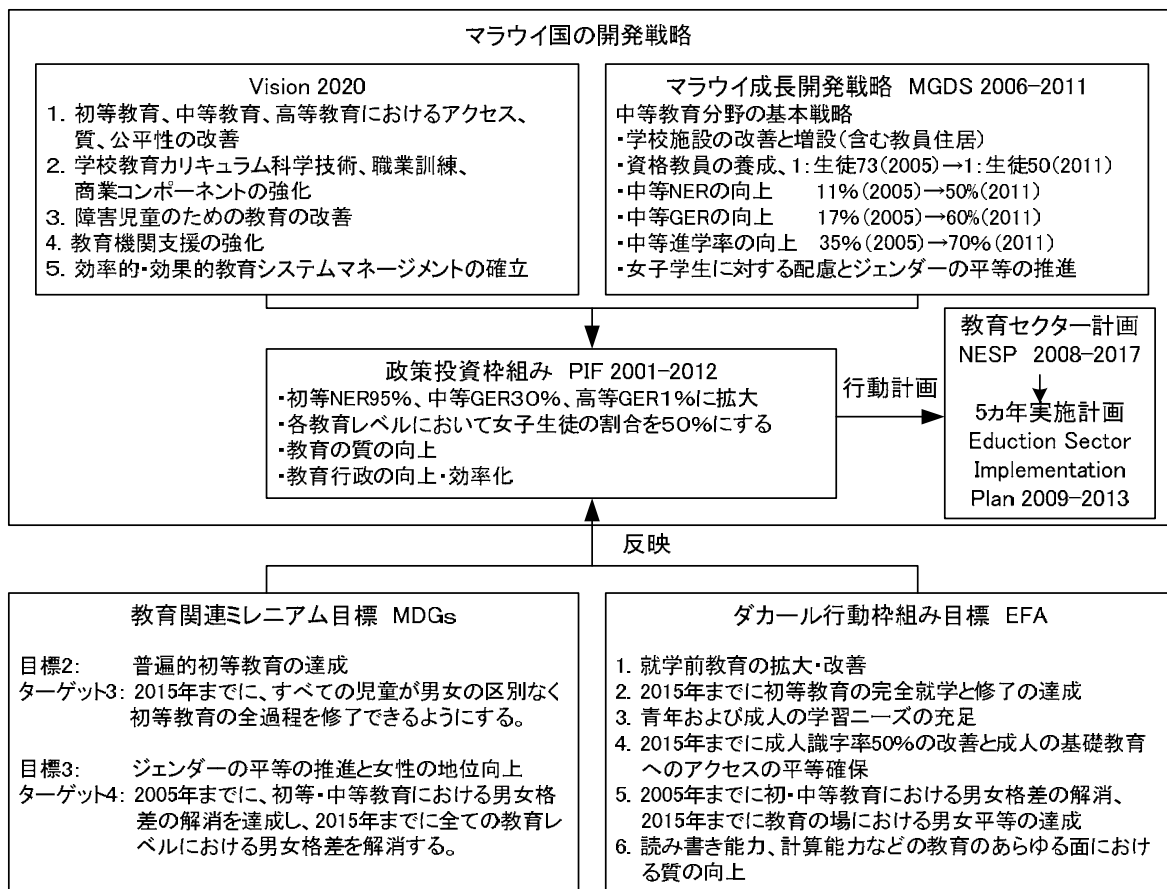 マラウイ国の開発戦略
Vision 2020
1. 初等教育、中等教育、高等教育におけるアクセス、
質、公平性の改善
2. 学校教育カリキュラム科学技術、職業訓練、
商業コンポーネントの強化
3. 障害児童のための教育の改善
4. 教育機関支援の強化
5. 効率的・効果的教育システムマネージメントの確立
マラウイ成長開発戦略 MGDS 2006-2011
中等教育分野の基本戦略
・学校施設の改善と増設(含む教員住居)
・資格教員の養成、1:生徒73(2005)→1:生徒50(2011)
・中等NERの向上 11%(2005)→50%(2011)
・中等GERの向上 17%(2005)→60%(2011)
・中等進学率の向上 35%(2005)→70%(2011)
・女子学生に対する配慮とジェンダーの平等の推進
政策投資枠組み PIF 2001-2012
・初等NER95%、中等GER30%、高等GER1%に拡大
・各教育レベルにおいて女子生徒の割合を50%にする
・教育の質の向上
・教育行政の向上・効率化
行動計画
教育セクター計画
NESP 2008-2017
5ヵ年実施計画
Eduction Sector
Implementation
Plan 2009-2013
反映
教育関連ミレニアム目標 MDGs
目標2: 普遍的初等教育の達成
ターゲット3: 2015年までに、すべての児童が男女の区別なく
初等教育の全過程を修了できるようにする。
目標3: ジェンダーの平等の推進と女性の地位向上
ターゲット4: 2005年までに、初等・中等教育における男女格
差の解消を達成し、2015年までに全ての教育レ
ベルにおける男女格差を解消する。
ダカール行動枠組み目標 EFA
1. 就学前教育の拡大・改善
2. 2015年までに初等教育の完全就学と修了の達成
3. 青年および成人の学習ニーズの充足
4. 2015年までに成人識字率50%の改善と成人の基礎教育
へのアクセスの平等確保
5. 2005年までに初・中等教育における男女格差の解消、
2015年までに教育の場における男女平等の達成
6. 読み書き能力、計算能力などの教育のあらゆる面におけ
る質の向上